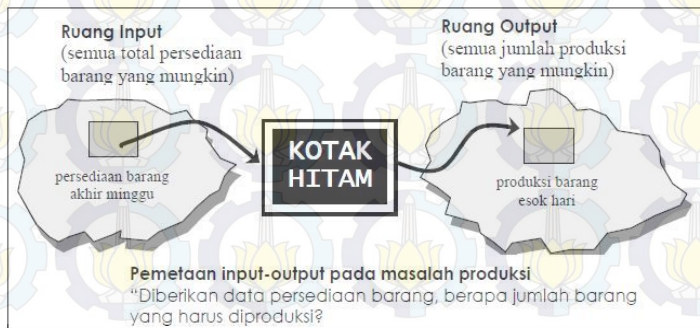 Ruang Input
(semua total persediaan
barang yang mungkin)
Ruang Output
(semua jumlah produksi
barang yang mungkin)
KOTAK
HITAM
persediaan barang
akhir minggu
produksi barang
esok hari
Pemetaan input-output pada masalah produksi
“Diberikan data persediaan barang, berapa jumlah barang
yang harus diproduksi?